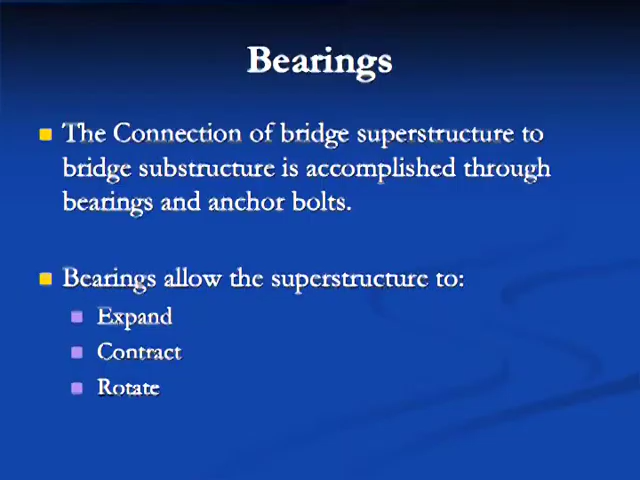 Bearings
The Connection of bridge superstructure to
bridge substructure is accomplished through
bearings and anchor bolts.
Bearings allow the superstructure to:
Expand
Contract
Rotate